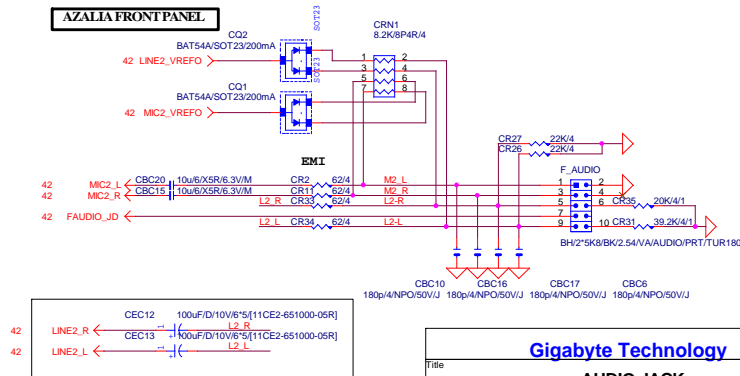 AZALIA FRONT PANEL
SOT23
CQ2
BAT54A/SOT23/200mA
CRN1
8.2K/8P4R/4
42 LINE2_VREFO
1 2
3 4
5 6
7 8
SOT23
CQ1
BAT54A/SOT23/200mA
42 MIC2_VREFO
CR27 22K/4
CR26 22K/4
EMI
F_AUDIO
42 MIC2_L CBC20 10u/6/X5R/6.3V/M CR2 62/4 M2_L 1 2
42 MIC2_R CBC15 10u/6/X5R/6.3V/M CR11 62/4 M2_R 3 4
L2_R CR33 62/4 L2-R 5 6 CR35 20K/4/1
42 FAUDIO_JD 7
L2_L CR34 62/4 L2-L 9 10 CR31 39.2K/4/1
BH/2*5K8/BK/2.54/VA/AUDIO/PRT/TUR180
CBC10 CBC16 CBC17 CBC6
180p/4/NPO/50V/J 180p/4/NPO/50V/J 180p/4/NPO/50V/J 180p/4/NPO/50V/J
CEC12 100uF/D/10V/6*5/[11CE2-651000-05R]
42 LINE2_R 1 + L2_R
CEC13 100uF/D/10V/6*5/[11CE2-651000-05R]
42 LINE2_L 1 + L2_L
Gigabyte Technology
Title
AUDIO JACK